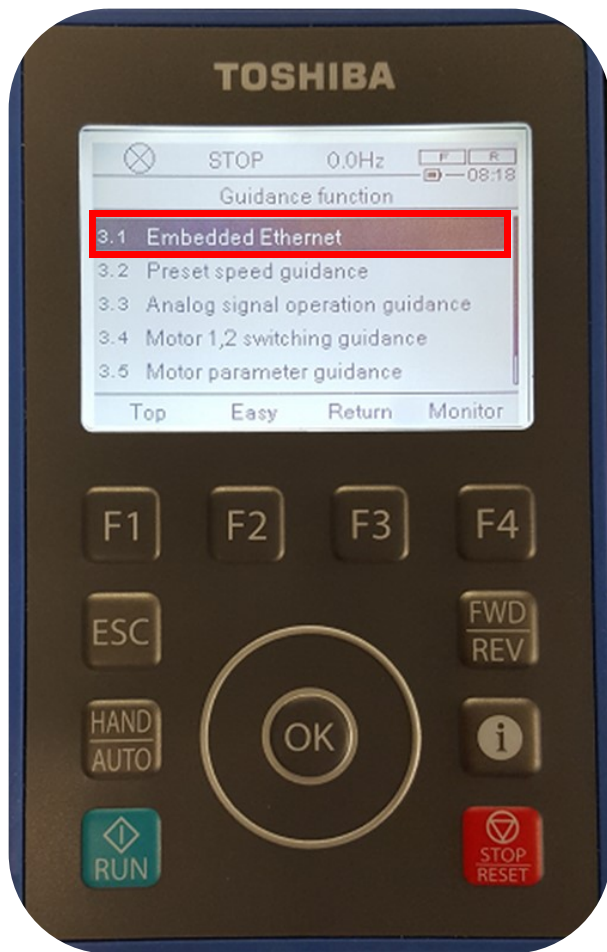 TOSHIBA
STOP 0.0Hz F R
08:18
Guidance function
3.1 Embedded Ethernet
3.2 Preset speed guidance
3.3 Analog signal operation guidance
3.4 Motor 1,2 switching guidance
3.5 Motor parameter guidance
Top Easy Return Monitor
F1 F2 F3 F4
ESC
FWD
REV
HAND
AUTO
OK
i
RUN
STOP
RESET